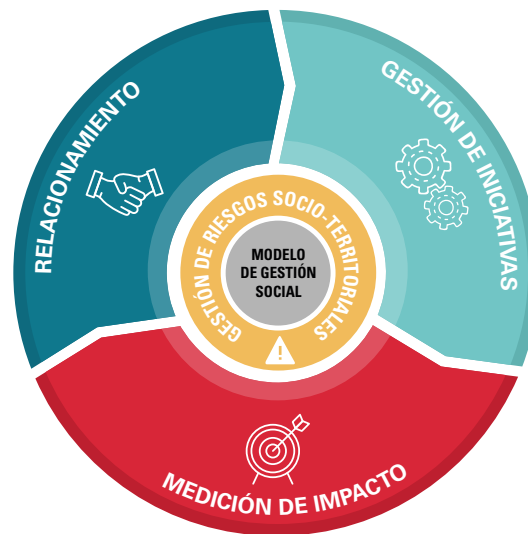 RELACIONAMIENTO
GESTIÓN DE INICIATIVAS
GESTIÓN DE RIESGOS SOCIO-TERRITORIALES
MODELO
DE GESTIÓN
SOCIAL
!
MEDICIÓN DE IMPACTO